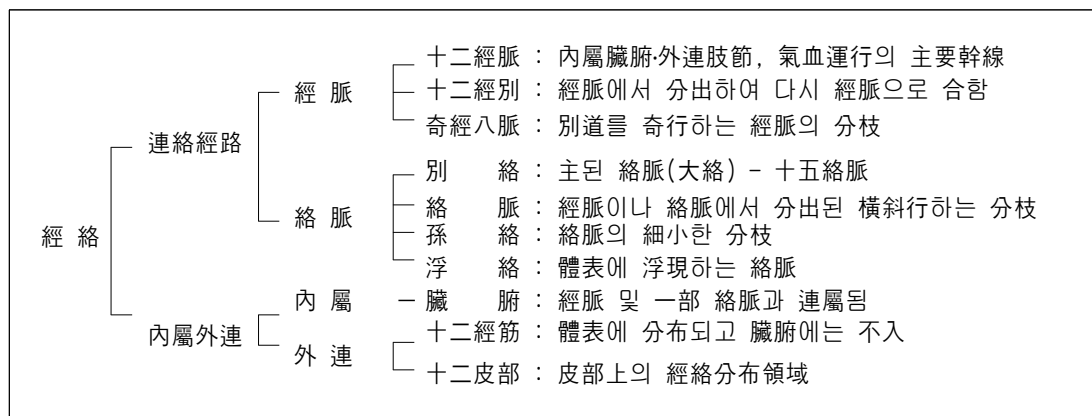 十二經脈 : 內屬臟腑·外連肢節, 氣血運行의 主要幹線
經脈
十二經別 : 經脈에서 分出하여 다시 經脈으로 合함
奇經八脈 : 別道를 奇行하는 經脈의 分枝
連絡經路
別絡 : 主된 絡脈(大絡) - 十五絡脈
絡脈 : 經脈이나 絡脈에서 分出된 橫斜行하는 分枝
絡脈
孫絡 : 絡脈의 細小한 分枝
經絡
浮絡 : 體表에 浮現하는 絡脈
內屬 - 臟腑 : 經脈 및 一部 絡脈과 連屬됨
內屬外連
十二經筋 : 體表에 分布되고 臟腑에는 不入
外連
十二皮部 : 皮部上의 經絡分布領域